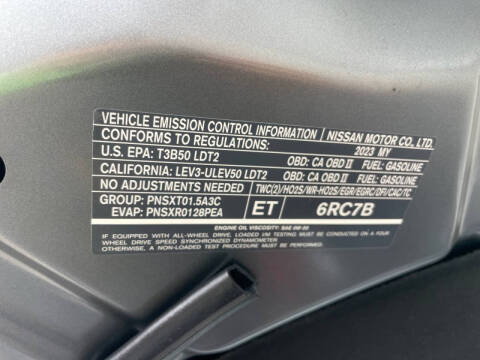 VEHICLE EMISSION CONTROL INFORMATION NISSAN MOTOR CO., LTD.
CONFORMS TO REGULATIONS: 2023 MY
U.S. EPA: T3B50 LDT2 OBD: CA OBD II FUEL: GASOLINE
CALIFORNIA: LEV3-ULEV50 LDT2 OBD: CA OBD II FUEL: GASOLINE
NO ADJUSTMENTS NEEDED TWC(2)/HO2S/WR-HO2S/EGR/EGRC/DFI/CAC/TC
GROUP: PNSXT01.5A3C ET 6RC7B
EVAP: PNSXR0128PEA
ENGINE OIL VISCOSITY: SAE 0W-20
IF EQUIPPED WITH ALL-WHEEL DRIVE, LOADED I/M TESTING MUST BE CONDUCTED ON A FOUR
WHEEL DRIVE SPEED SYNCHRONIZED DYNAMOMETER
OTHERWISE, A NON-LOADED TEST PROCEDURE MUST BE PERFORMED.